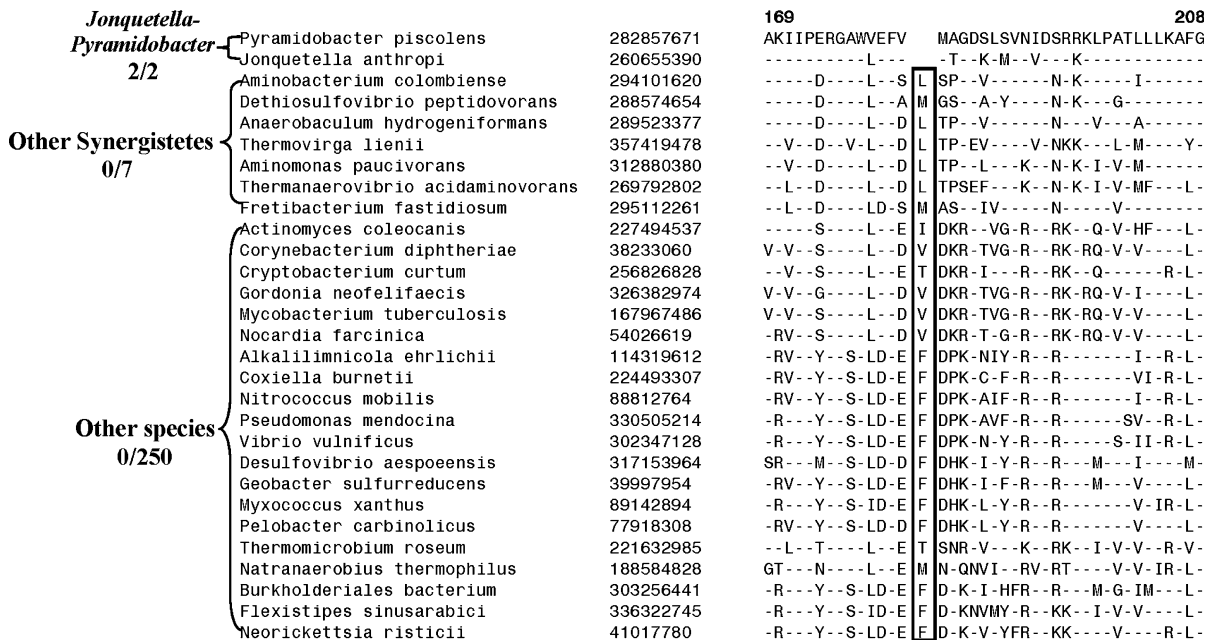 169 208
Jonquetella-
Pyramidobacter
2/2
Pyramidobacter piscolens 282857671 AKIIPERGAWVEFV MAGDSLSVNIDSRRKLPATLLLKAFG
Jonquetella anthropi 260655390 ----------L--- -T--K-M--V---K------------
Other Synergistetes
0/7
Aminobacterium colombiense 294101620 -----D----L--S L SP--V------N-K-----I------
Dethiosulfovibrio peptidovorans 288574654 -----D----L--A M GS--A-Y----N-K---G--------
Anaerobaculum hydrogeniformans 289523377 -----D----L--D L TP--V------N---V---A------
Thermovirga lienii 357419478 --V--D--V-L--D L TP-EV----V-NKK---L-M----Y-
Aminomonas paucivorans 312880380 --V--D----L--D L TP--L---K--N-K-I-V-M------
Thermanaerovibrio acidaminovorans 269792802 --L--D----L--D L TPSEF---K--N-K-I-V-MF---L-
Fretibacterium fastidiosum 295112261 --L--D----LD-S M AS--IV-----N-----V--------
Other species
0/250
Actinomyces coleocanis 227494537 -----S----L--E I DKR--VG-R--RK--Q-V-HF---L-
Corynebacterium diphtheriae 38233060 V-V--S----L--D V DKR-TVG-R--RK-RQ-V-V----L-
Cryptobacterium curtum 256826828 --V--S----L--E T DKR-I---R--RK--Q------R-L-
Gordonia neofelifaecis 326382974 V-V--G----L--D V DKR-TVG-R--RK-RQ-V-I----L-
Mycobacterium tuberculosis 167967486 V-V--S----L--D V DKR-TVG-R--RK-RQ-V-V----L-
Nocardia farcinica 54026619 -RV--S----L--D V DKR-T-G-R--RK-RQ-V-V----L-
Alkalilimnicola ehrlichii 114319612 -RV--Y--S-LD-E F DPK-NIY-R--R-------I--R-L-
Coxiella burnetii 224493307 -RV--Y--S-LD-E F DPK-C-F-R--R-------VI-R-L-
Nitrococcus mobilis 88812764 -RV--Y--S-LD-E F DPK-AIF-R--R-------V--R-L-
Pseudomonas mendocina 330505214 -R---Y--S-LD-E F DPK-AVF-R--R------SV----L-
Vibrio vulnificus 302347128 -R---Y--S-LD-E F DPK-N-Y-R--R-----S-II-R-L-
Desulfovibrio aespoeensis 317153964 SR---M--S-LD-D F DHK-I-Y-R--R---M---I----M-
Geobacter sulfurreducens 39997954 -R---Y--S-LD-E F DHK-I-F-R--R---M---V----L-
Myxococcus xanthus 89142894 -R---Y--S-ID-E F DHK-L-Y-R--R-------V-IR-L-
Pelobacter carbinolicus 77918308 -RV--Y--S-LD-D F DHK-L-Y-R--R-------V----L-
Thermomicrobium roseum 221632985 --L--T----L--E T SNR-V---K--RK--I-V-V--R-V-
Natranaerobius thermophilus 188584828 GT---N----L--E M N-QNVI--RV-RT----V-V-IR-L-
Burkholderiales bacterium 303256441 -R---Y--S-LD-E F D-K-I-HFR--R---M-G-IM---L-
Flexistipes sinusarabici 336322745 -R---Y--S-ID-E F D-KNVMY-R--KK--I-V-V----L-
Neorickettsia risticii 41017780 -R---Y--S-LD-E F D-K-V-YFR--KK------V----L-